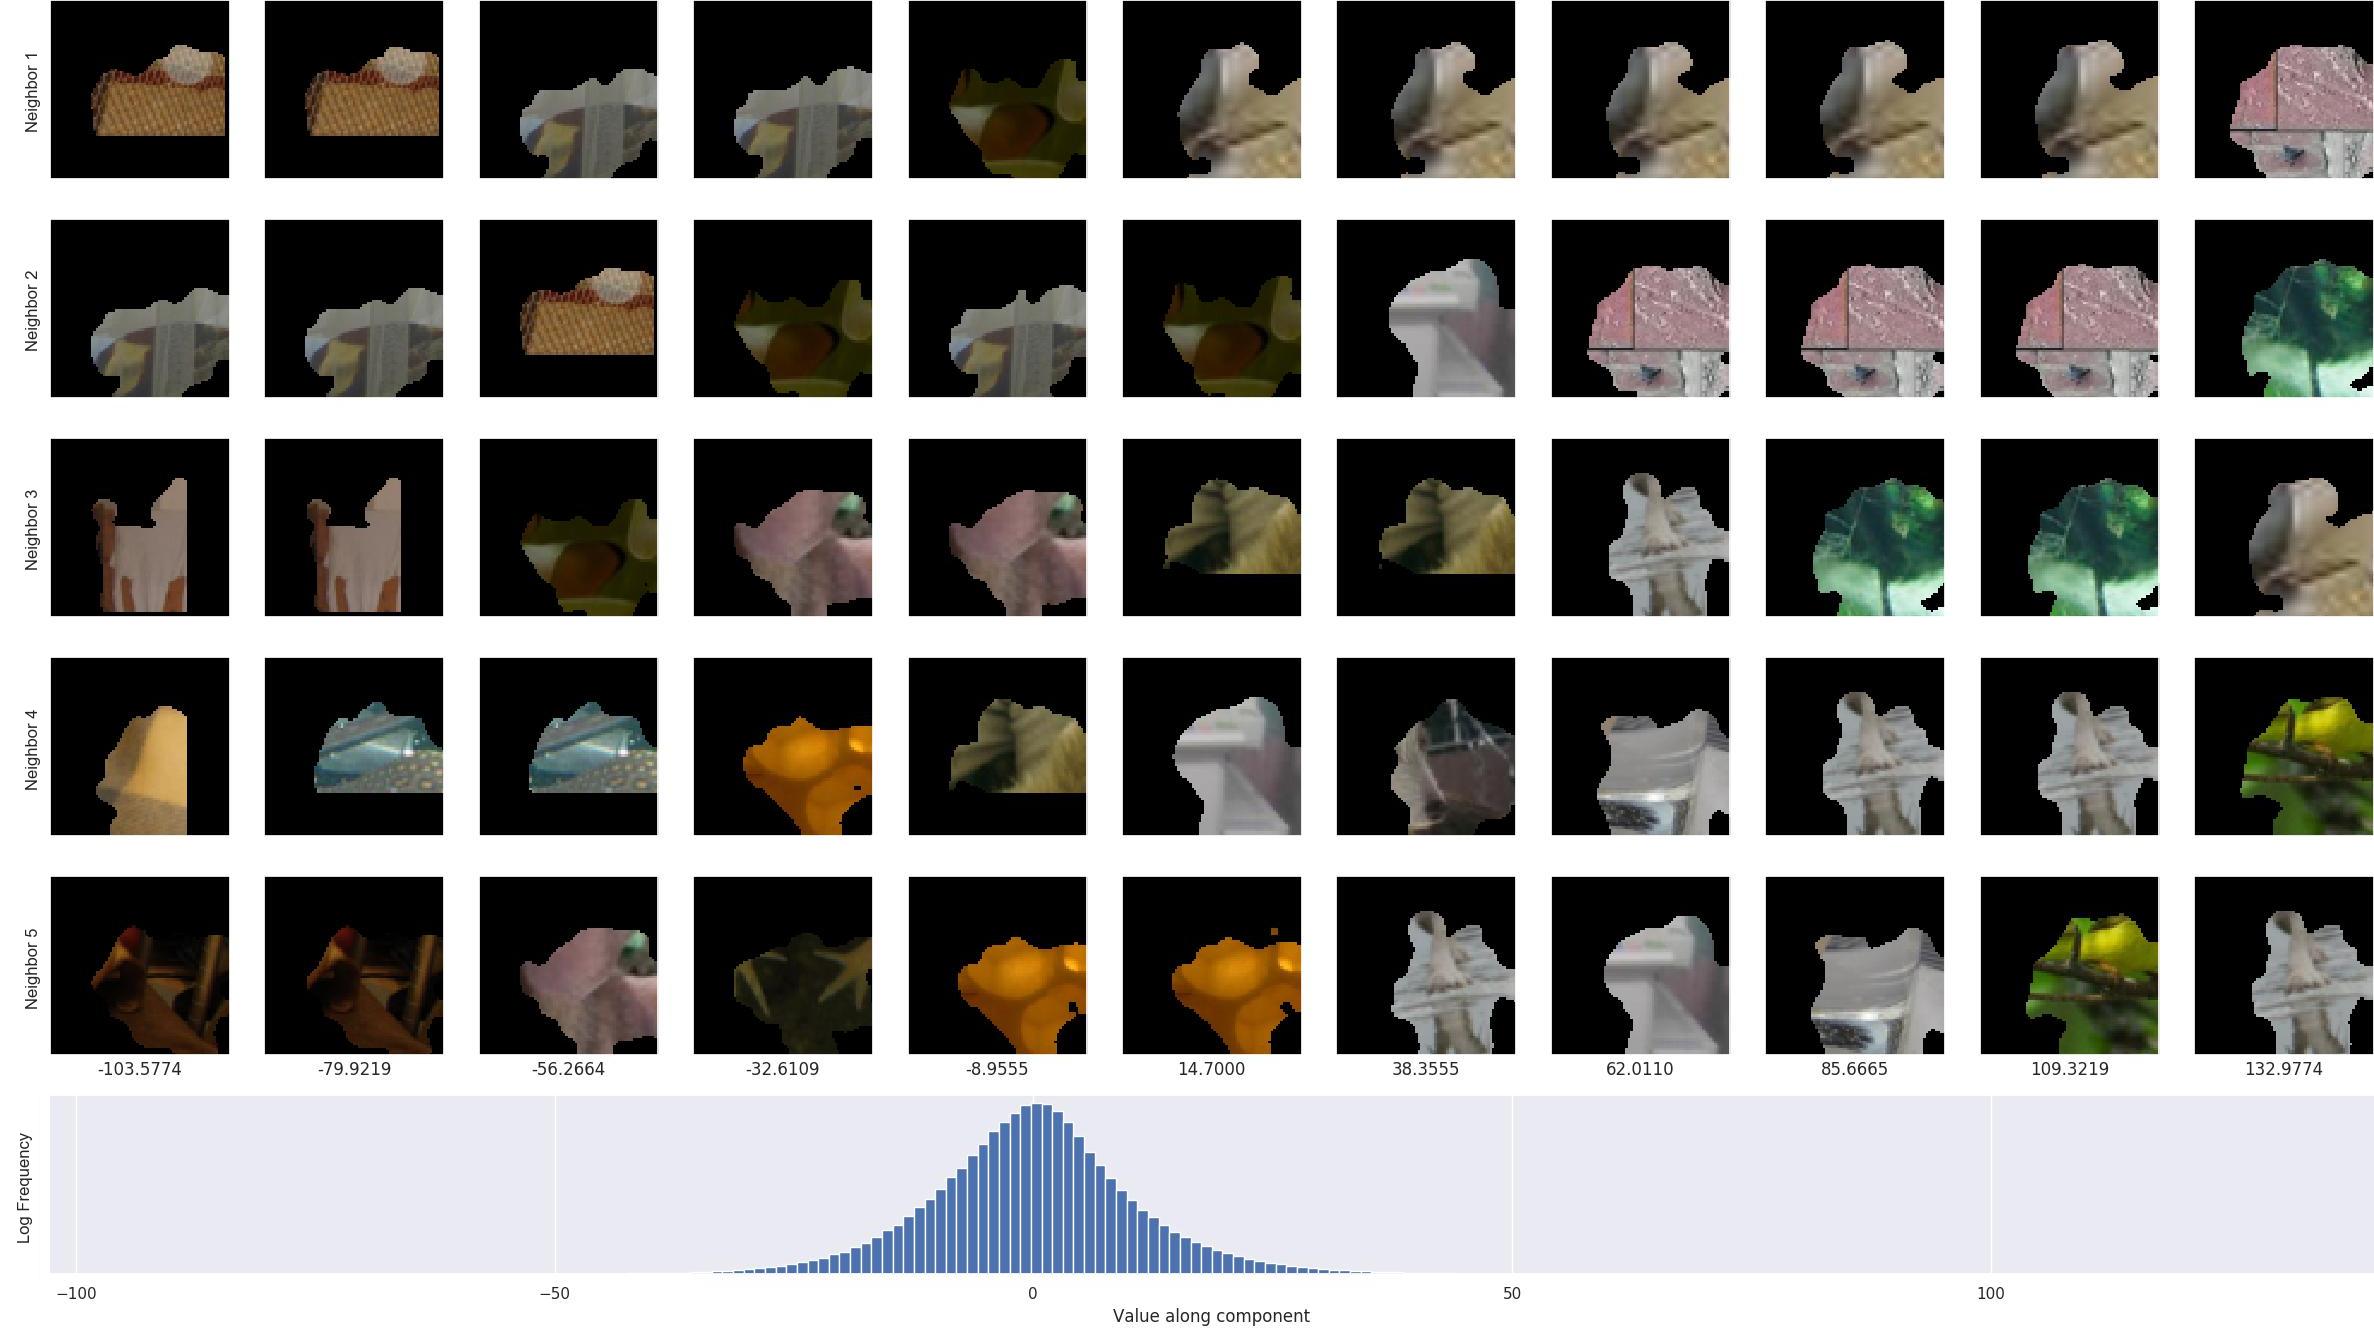 Neighbor 1
Neighbor 2
Neighbor 3
Neighbor 4
Neighbor 5
-103.5774 -79.9219 -56.2664 -32.6109 -8.9555 14.7000 38.3555 62.0110 85.6665 109.3219 132.9774
Log Frequency
−100 −50 0 50 100
Value along component